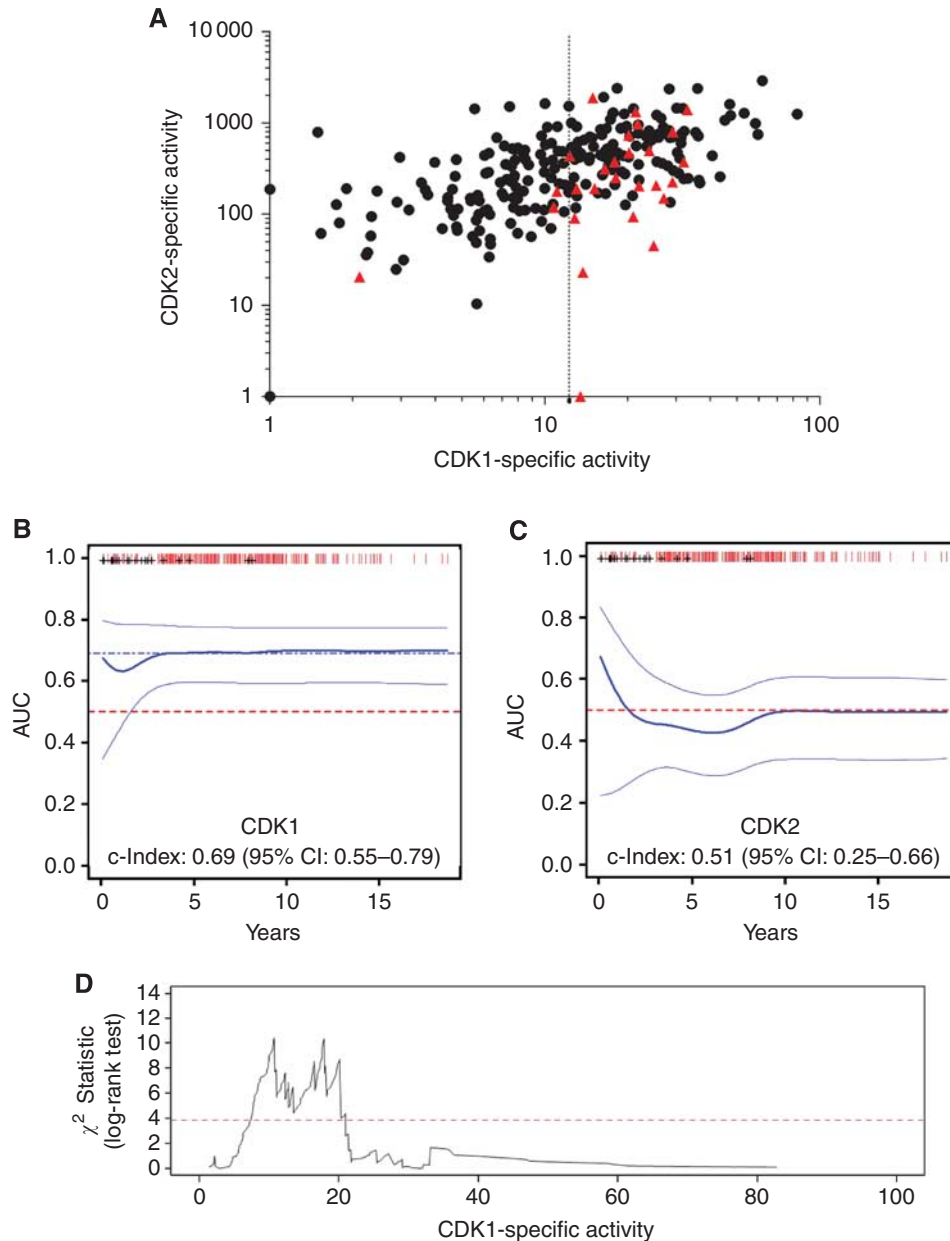 A
10 000
1000
100
10
1
CDK2-specific activity
1
10
100
CDK1-specific activity
B
1.0
0.8
0.6
0.4
0.2
0.0
AUC
CDK1
c-Index: 0.69 (95% CI: 0.55–0.79)
0
5
10
15
Years
C
1.0
0.8
0.6
0.4
0.2
0.0
AUC
CDK2
c-Index: 0.51 (95% CI: 0.25–0.66)
0
5
10
15
Years
D
14
12
10
8
6
4
2
0
χ² Statistic
(log-rank test)
0
20
40
60
80
100
CDK1-specific activity